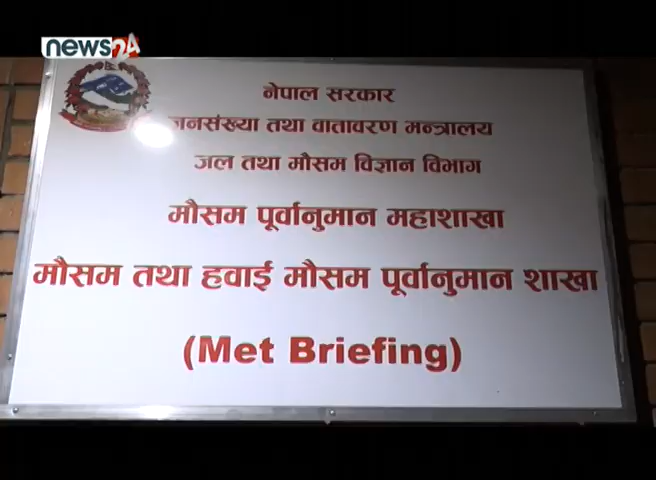 news24
नेपाल सरकार
जनसंख्या तथा वातावरण मन्त्रालय
जल तथा मौसम विज्ञान विभाग
मौसम पूर्वानुमान महाशाखा
मौसम तथा हवाई मौसम पूर्वानुमान शाखा
(Met Briefing)